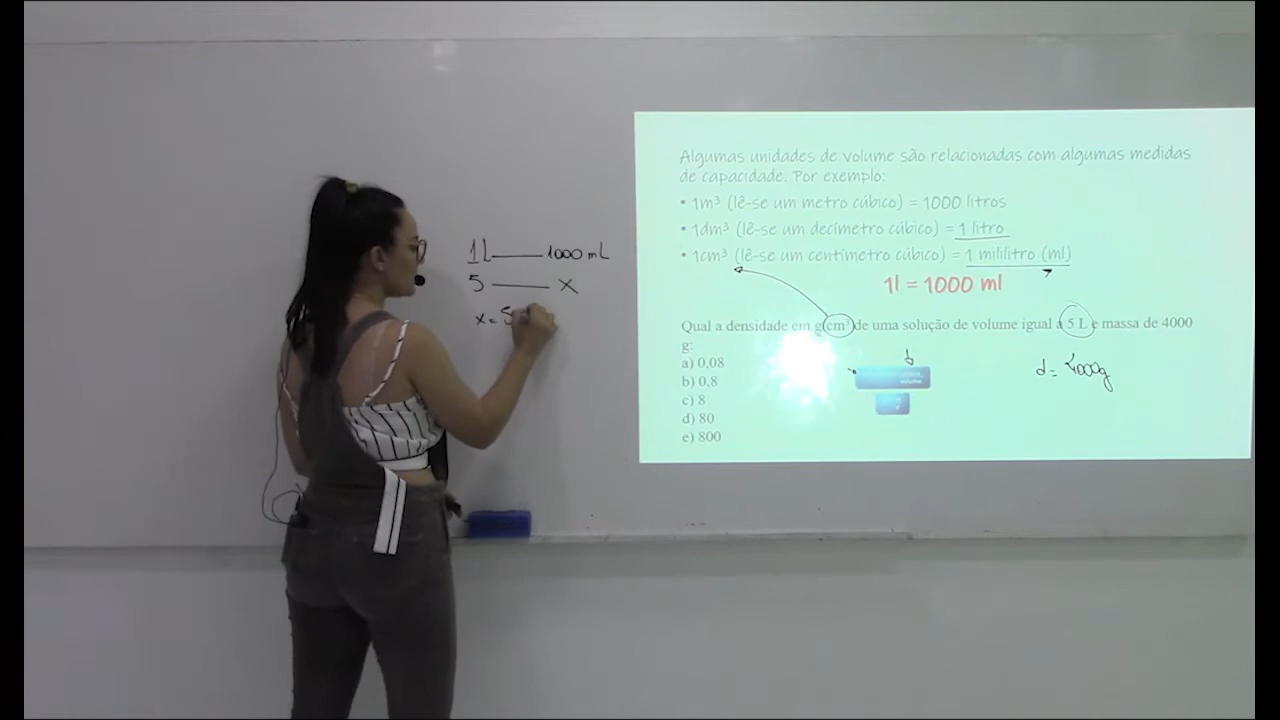 1L 1000 mL
5 x
x = 5
Algumas unidades de volume são relacionadas com algumas medidas
de capacidade. Por exemplo:
• 1m³ (lê-se um metro cúbico) = 1000 litros
• 1dm³ (lê-se um decímetro cúbico) = 1 litro
• 1cm³ (lê-se um centímetro cúbico) = 1 mililitro (ml)
1l = 1000 ml
Qual a densidade em g/cm³ de uma solução de volume igual a 5 L e massa de 4000
g:
a) 0,08
b) 0,8
c) 8
d) 80
e) 800
volume
d = 4000g